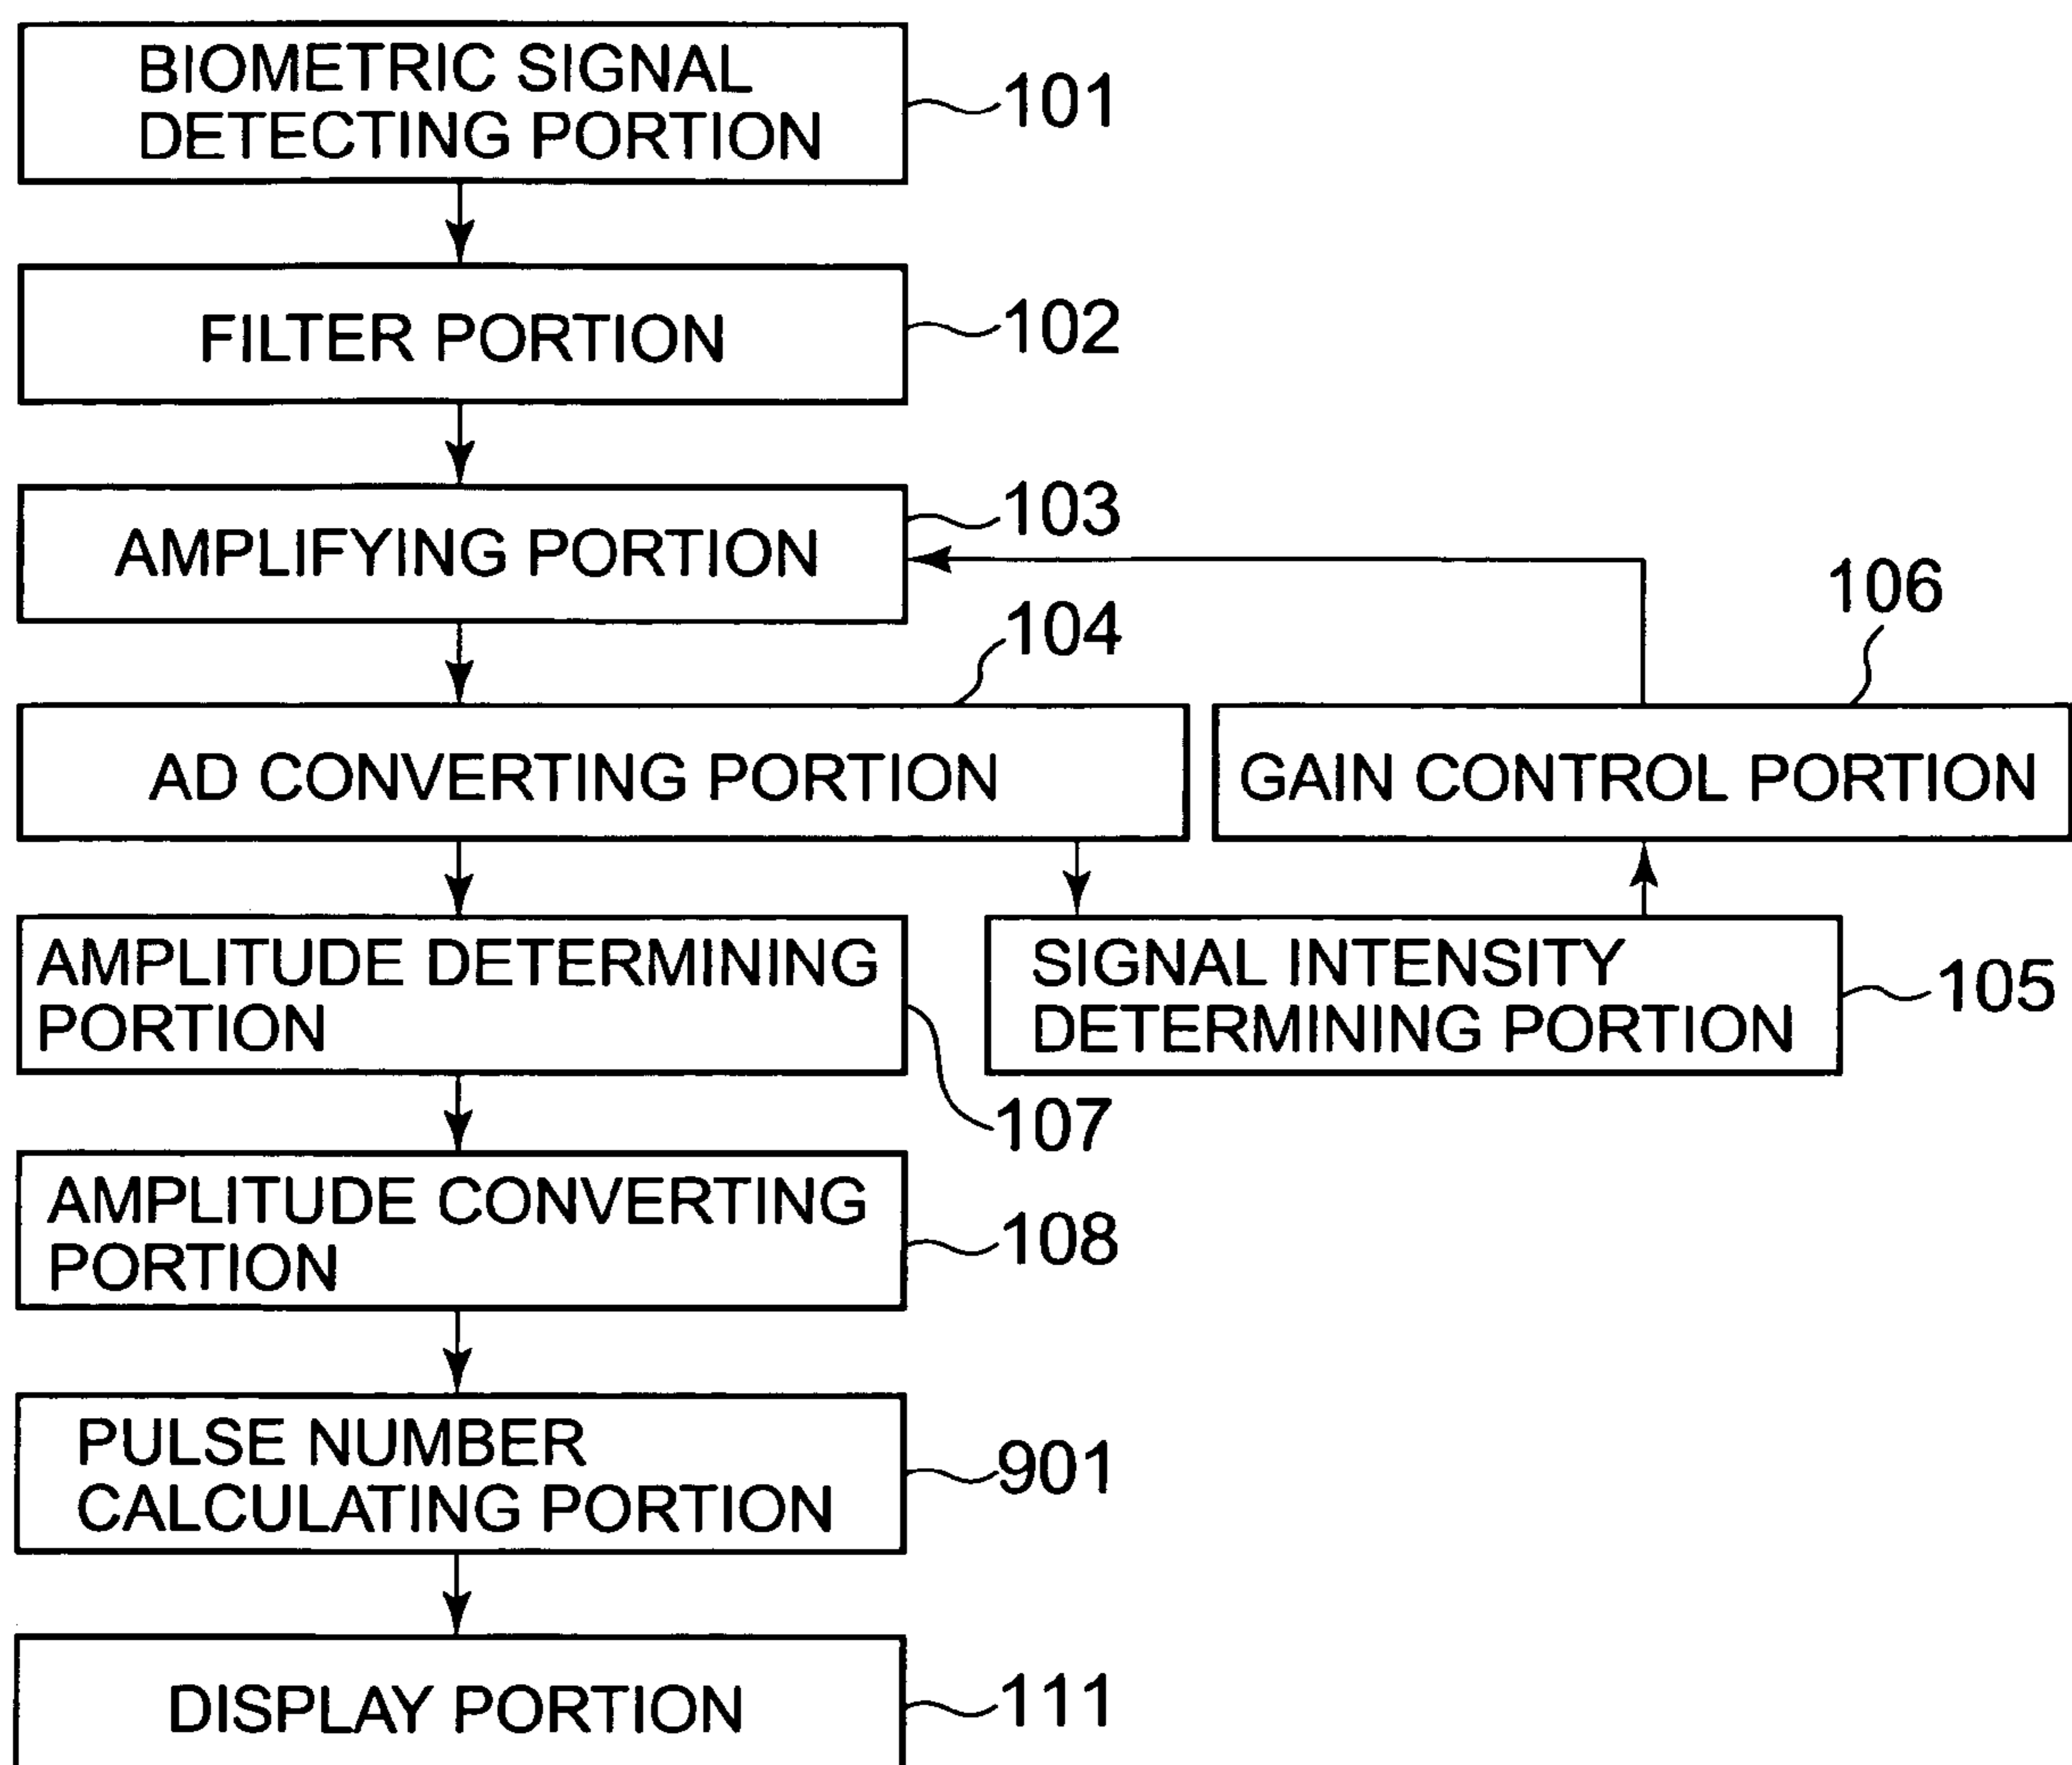 BIOMETRIC SIGNAL
DETECTING PORTION
101
FILTER PORTION
102
AMPLIFYING PORTION
103
104
106
AD CONVERTING PORTION
GAIN CONTROL PORTION
AMPLITUDE DETERMINING
PORTION
107
SIGNAL INTENSITY
DETERMINING PORTION
105
AMPLITUDE CONVERTING
PORTION
108
PULSE NUMBER
CALCULATING PORTION
901
DISPLAY PORTION
111